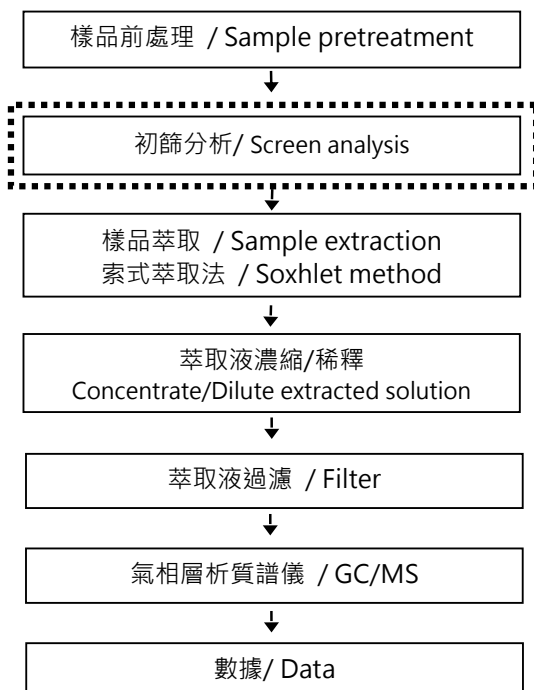 樣品前處理 / Sample pretreatment
初篩分析/ Screen analysis
樣品萃取 / Sample extraction
索式萃取法 / Soxhlet method
萃取液濃縮/稀釋
Concentrate/Dilute extracted solution
萃取液過濾 / Filter
氣相層析質譜儀 / GC/MS
數據/ Data